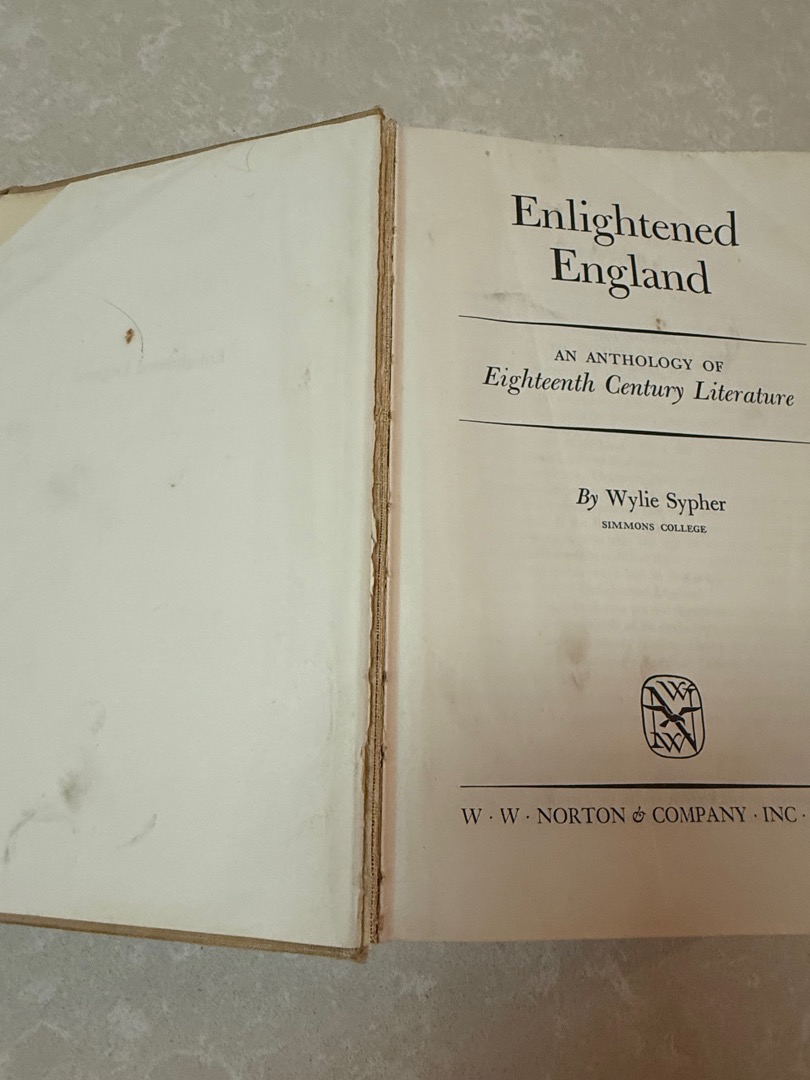 Enlightened
England
AN ANTHOLOGY OF
Eighteenth Century Literature
By Wylie Sypher
SIMMONS COLLEGE
W · W · NORTON & COMPANY · INC ·